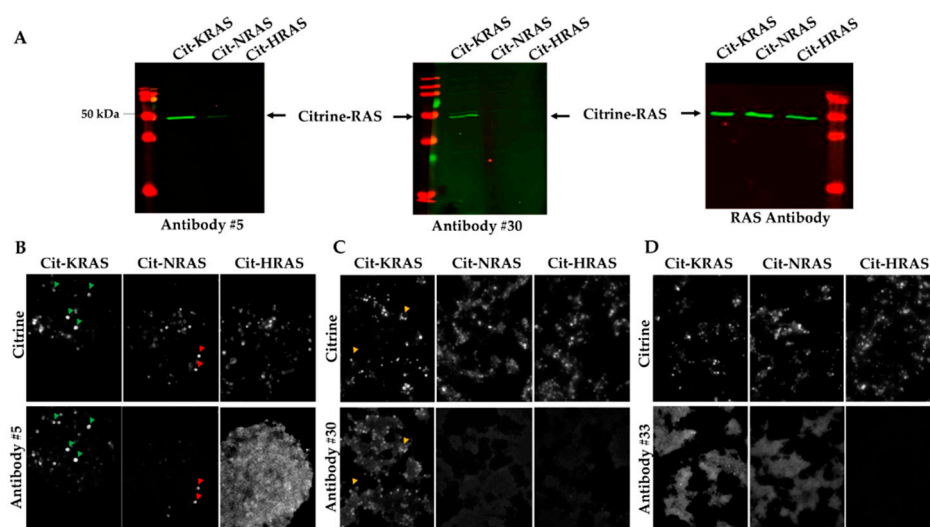 A
Cit-KRAS
Cit-NRAS
Cit-HRAS
Cit-KRAS
Cit-NRAS
Cit-HRAS
Cit-KRAS
Cit-NRAS
Cit-HRAS
50 kDa
Citrine-RAS
Citrine-RAS
Antibody #5
Antibody #30
RAS Antibody
B
Cit-KRAS Cit-NRAS Cit-HRAS
Citrine
Antibody #5
C
Cit-KRAS Cit-NRAS Cit-HRAS
Citrine
Antibody #30
D
Cit-KRAS Cit-NRAS Cit-HRAS
Citrine
Antibody #33